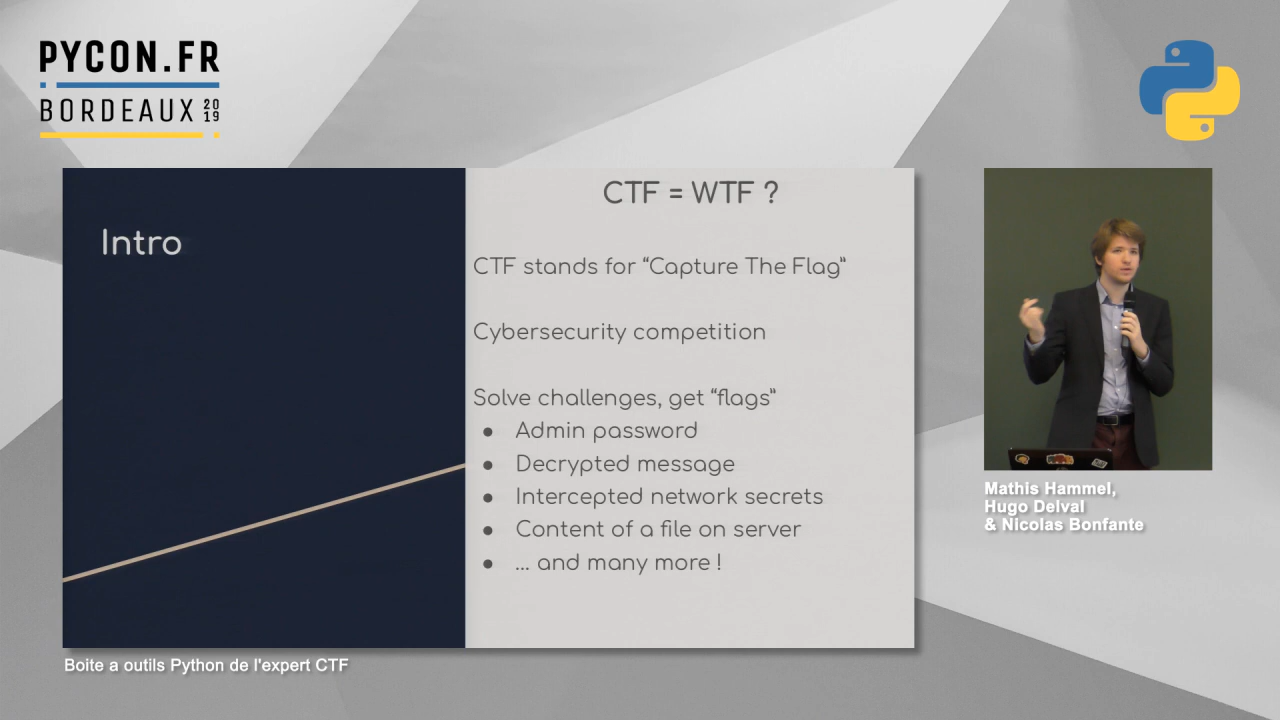 PYCON.FR
BORDEAUX 2019
Intro
CTF = WTF ?
CTF stands for “Capture The Flag”
Cybersecurity competition
Solve challenges, get “flags”
● Admin password
● Decrypted message
● Intercepted network secrets
● Content of a file on server
● ... and many more !
Mathis Hammel,
Hugo Delval
& Nicolas Bonfante
Boite a outils Python de l'expert CTF